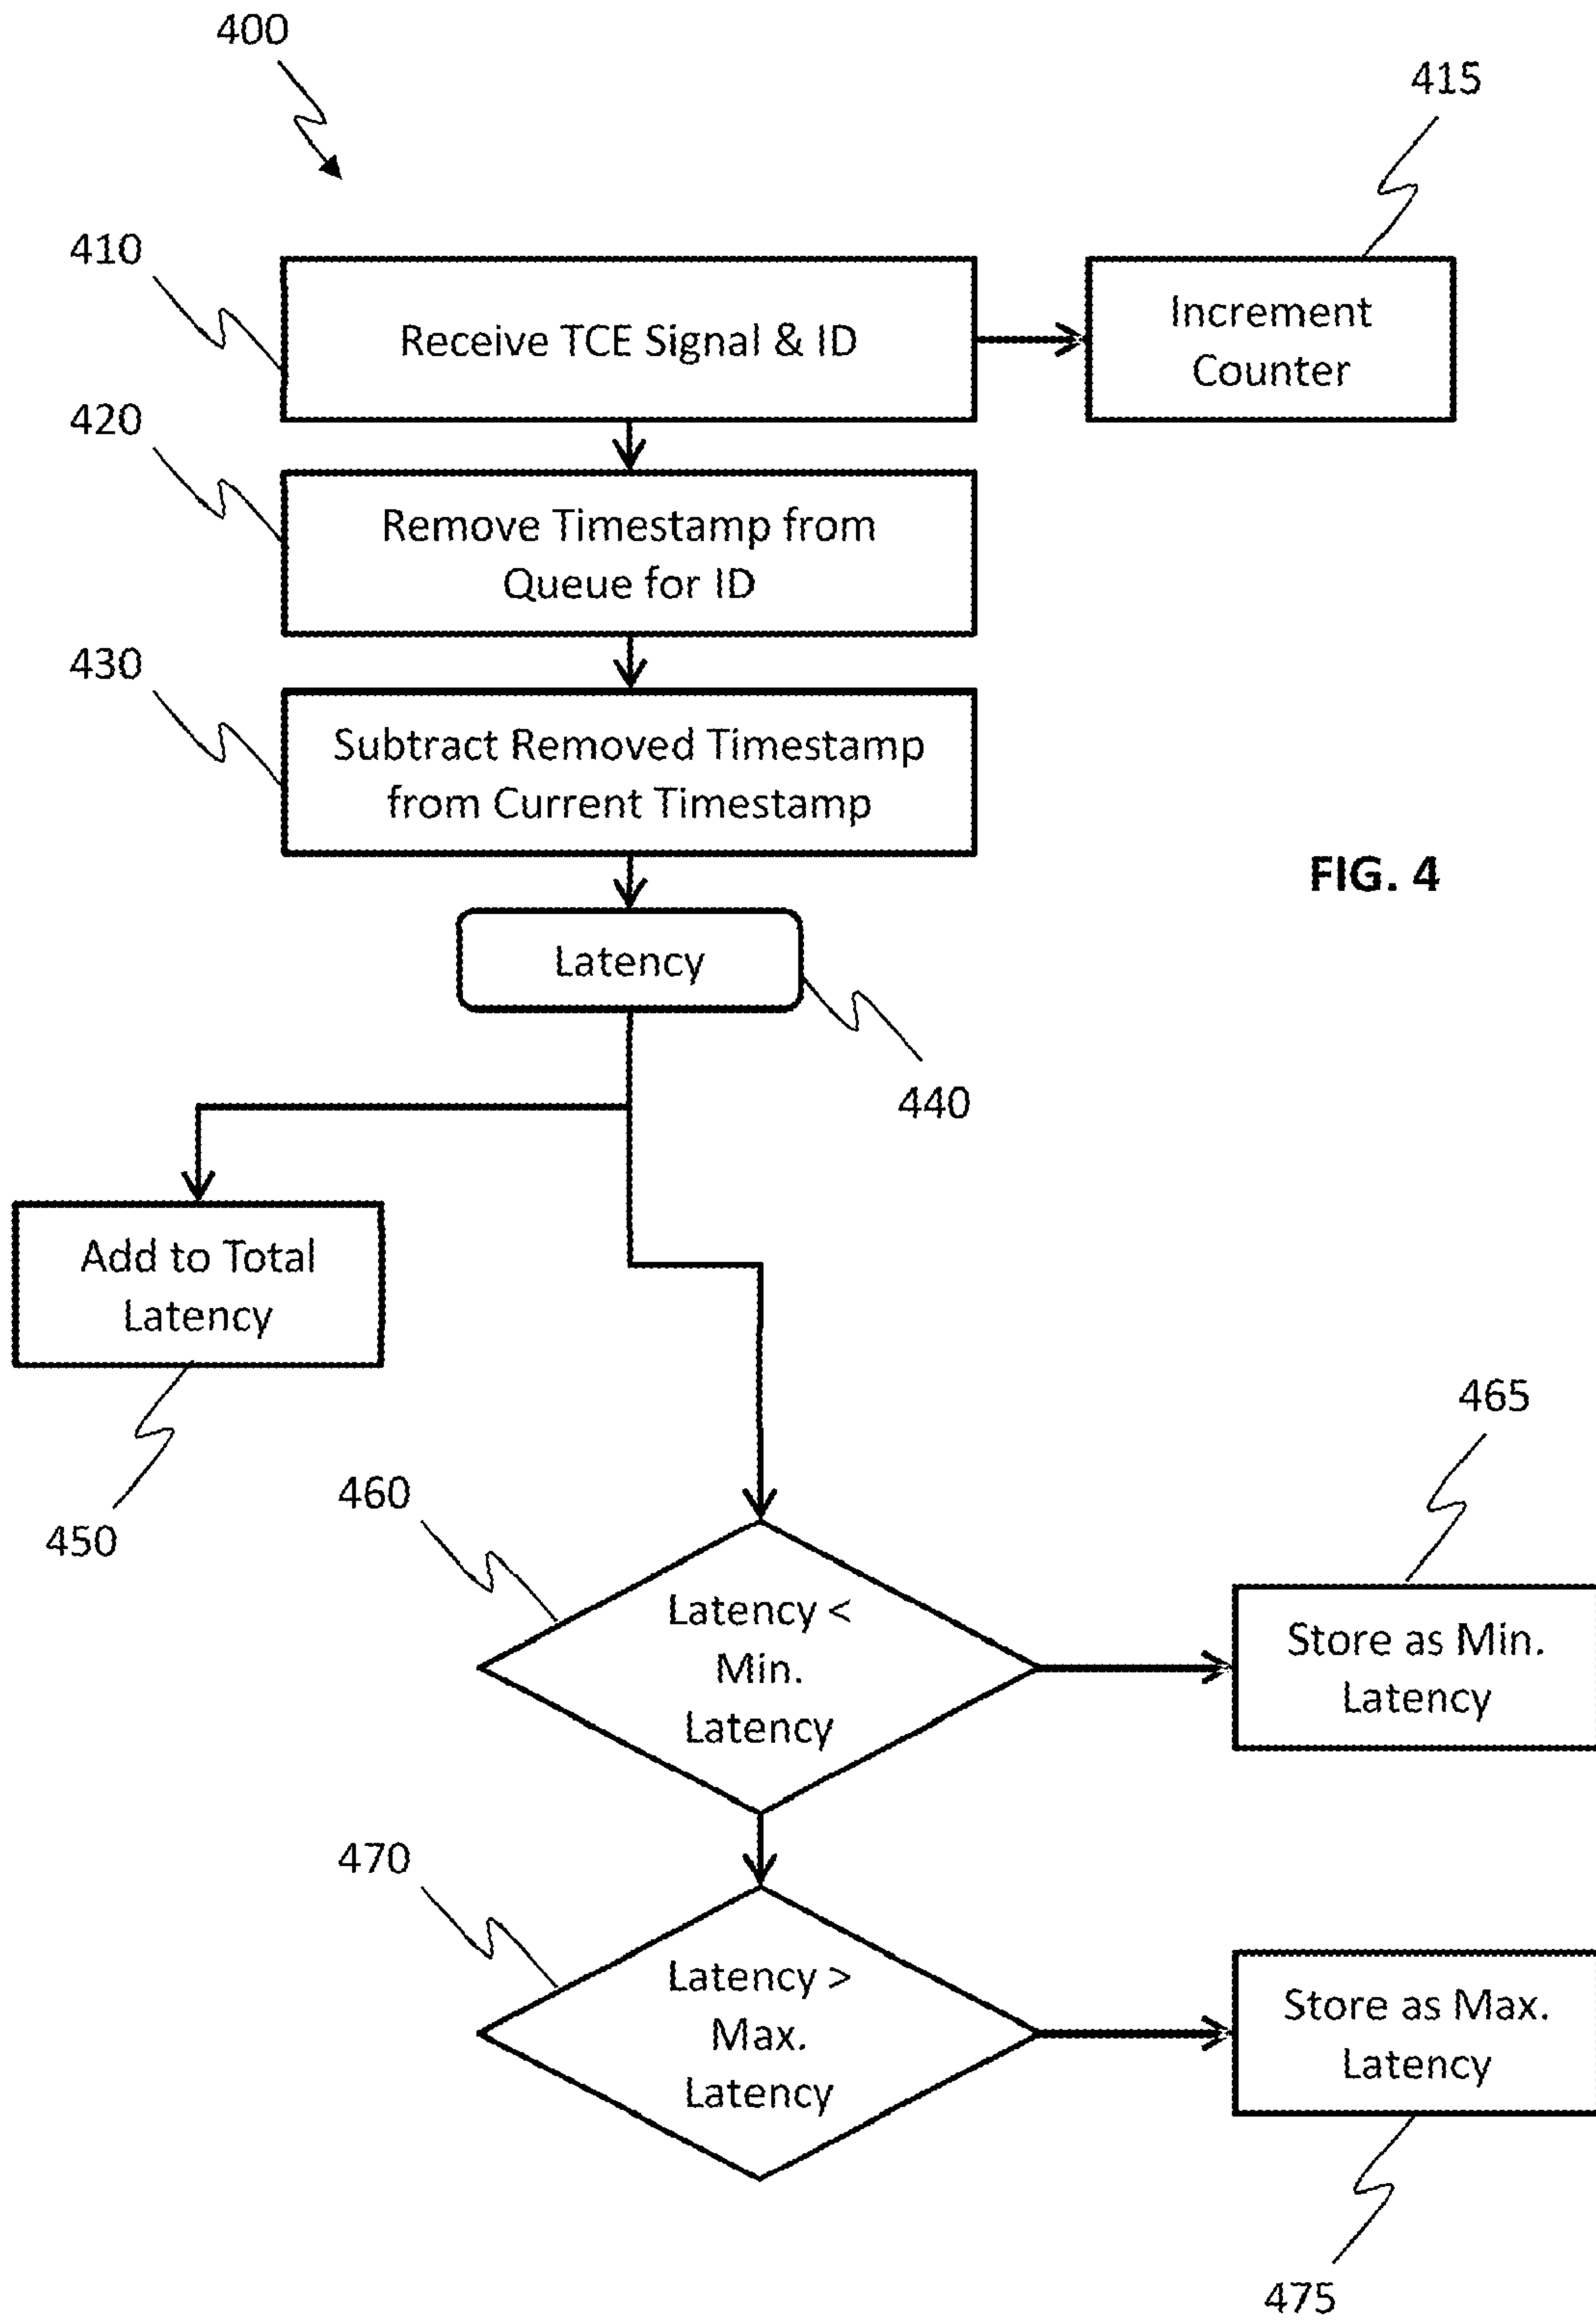 400
415
410
Receive TCE Signal & ID
Increment
Counter
420
Remove Timestamp from
Queue for ID
430
Subtract Removed Timestamp
from Current Timestamp
FIG. 4
Latency
440
Add to Total
Latency
450
465
460
Latency <
Min.
Latency
Store as Min.
Latency
470
Latency >
Max.
Latency
Store as Max.
Latency
475